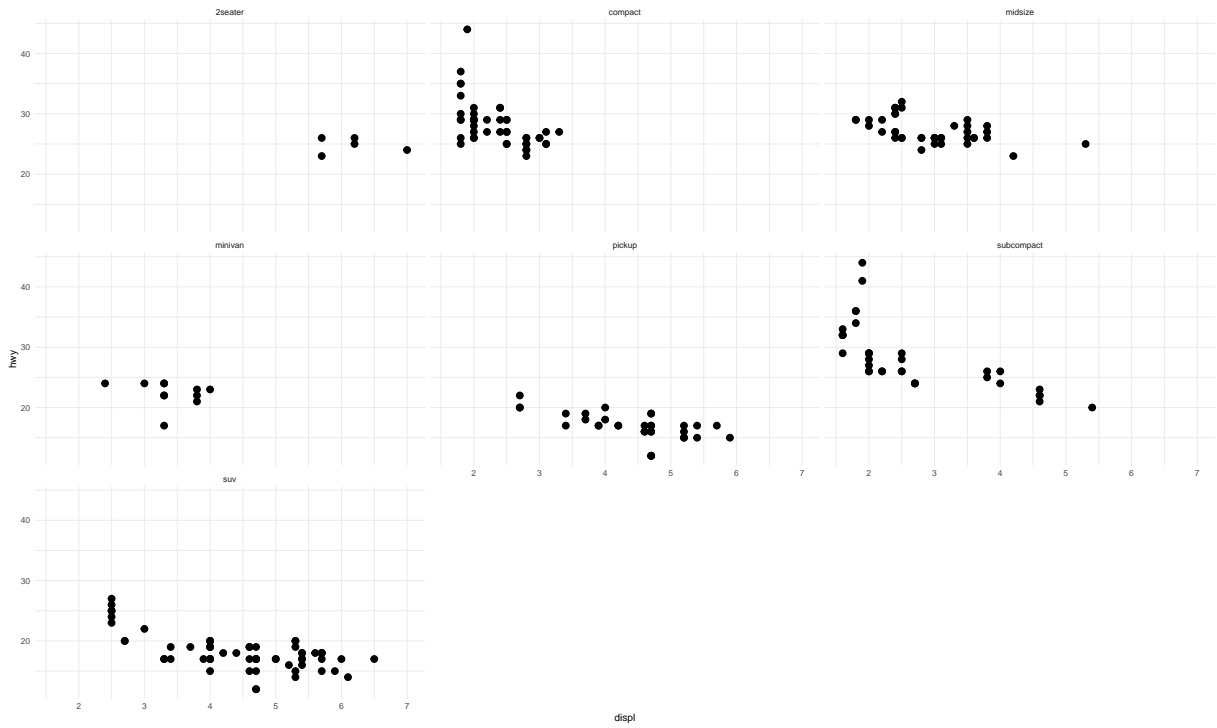 2seater compact midsize
40
30
20
minivan pickup subcompact
40
30
20
2 3 4 5 6 7 2 3 4 5 6 7
hwy
suv
40
30
20
2 3 4 5 6 7
displ